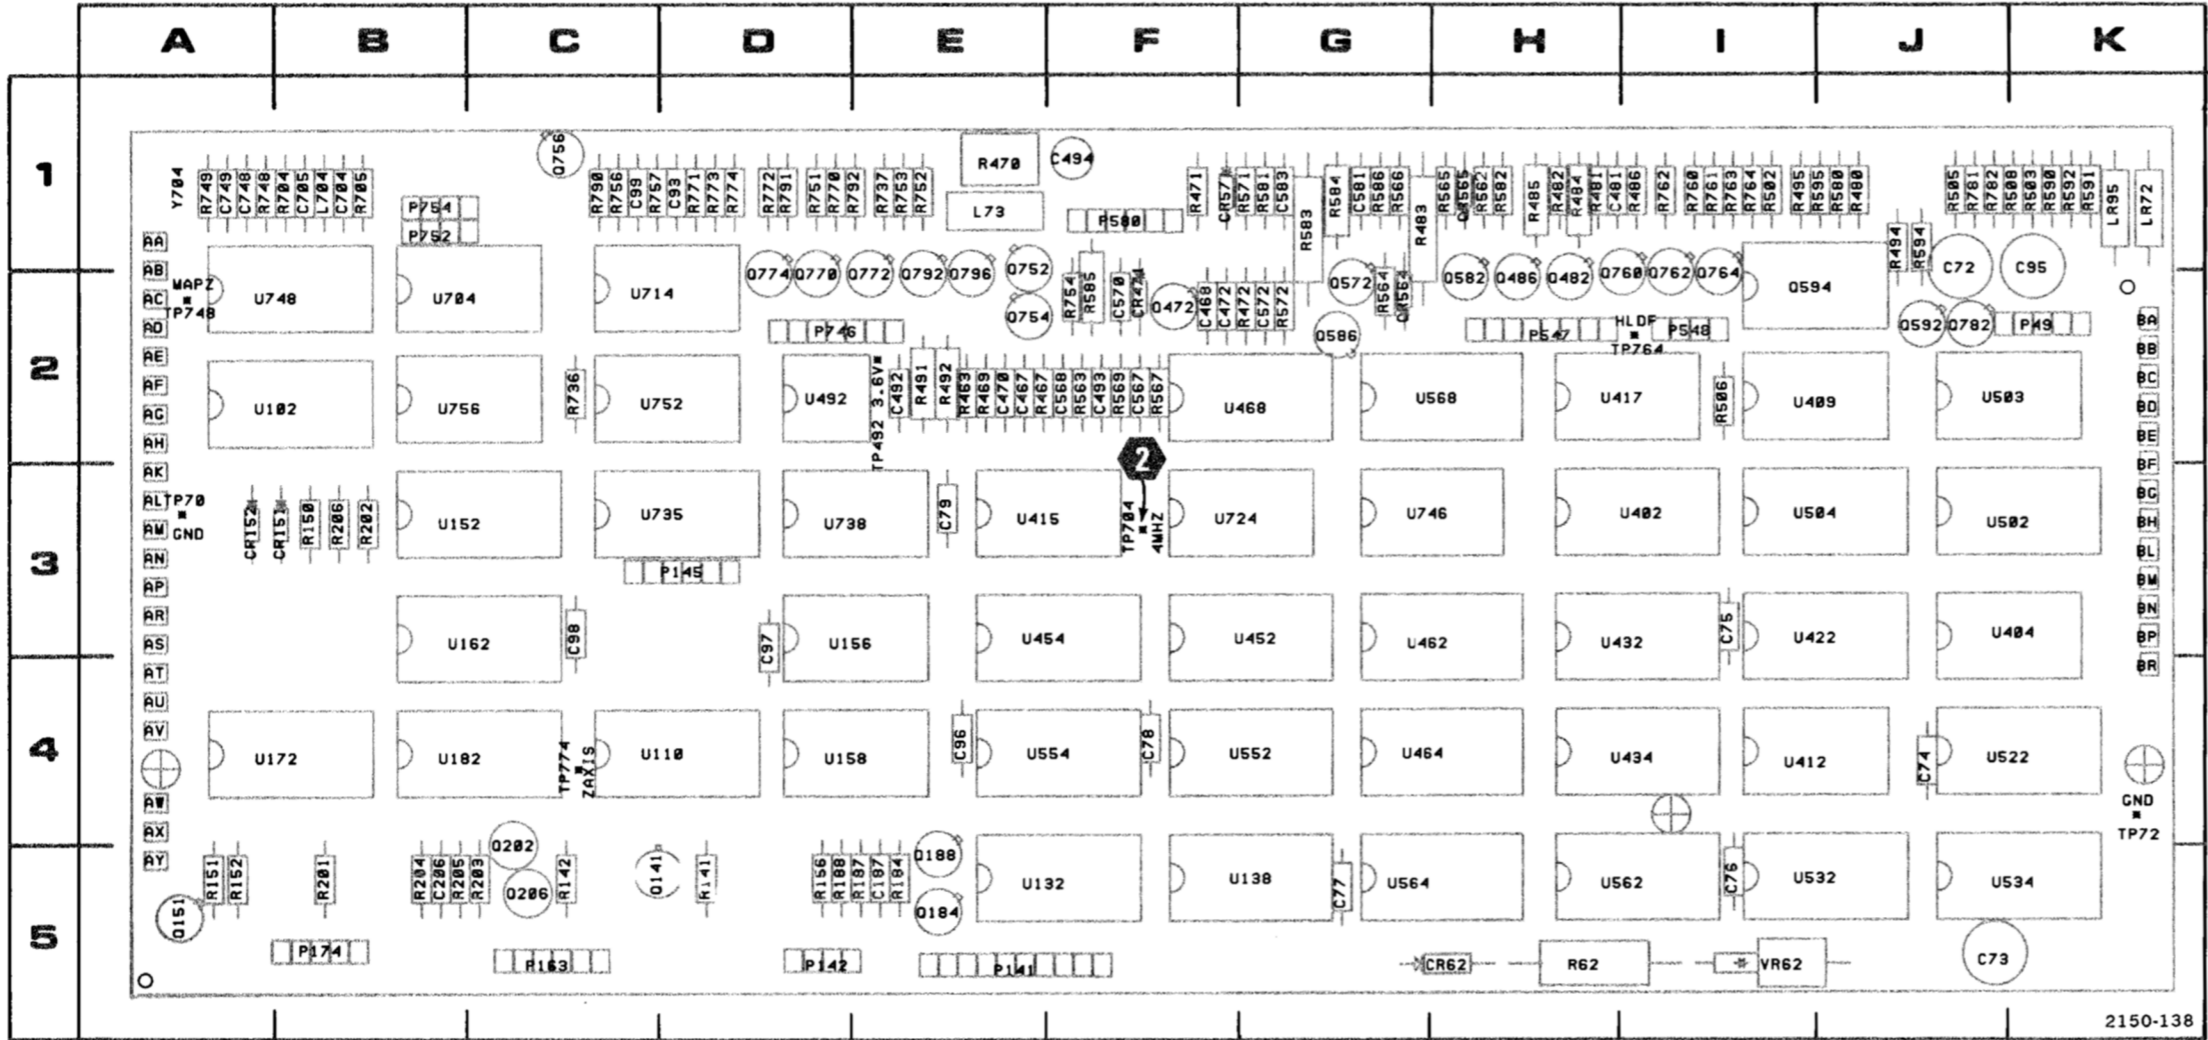 A B C D E F G H I J K
1
Y704 R749 C749 C748 R748 R704 C705 L704 C704 R705 P754 P752 Q756 R790 R756 C99 R757 C93 R771 R773 R774 R772 R791 R751 R770 R792 R737 R753 R752 R470 L73 C494 P580 R471 R571 R581 C583 R583 R584 C581 R586 R566 R483 R565 CR565 R562 R582 R485 R482 R484 R481 C481 R486 R762 R760 R761 R763 R764 R502 R495 R595 R580 R480 R505 R781 R782 R508 R503 R590 R592 R591 LR95 LR72
AA
AB Q774 Q770 Q772 Q792 Q796 Q752 Q572 Q582 Q486 Q482 Q760 Q762 Q764 R494 R594 C72 C95
MAPZ
AC U748 U704 U714 R754 R585 C570 Q472 C468 C472 R472 C572 R572 R564 CR564 Q594
TP748
AD P746 Q754 Q586 P547 HLDF P548 Q592 Q782 P49 BA
TP764
2
AE BB
AF R736 U492 TP492 3.6V C492 R491 R492 R463 R469 C470 C467 R467 C568 R563 C493 R569 C567 R567 U568 U417 R506 U503 BC
AG U102 U756 U752 U468 U409 BD
AH BE
AK 2 BF
AL TP70 BG
AM GND CR152 CR151 R150 R206 R202 U152 U735 U738 C79 U415 TP704 4MHZ U724 U746 U402 U504 U502 BH
AN BL
3
P145
AP BM
AR BN
AS U162 C98 C97 U156 U454 U452 U462 U432 C75 U422 U404 BP
AT BR
AU
AV
4
U172 U182 TP774 ZAXIS U110 U158 C96 U554 C78 U552 U464 U434 U412 C74 U522
AW GND
AX TP72
AY R151 R152 R201 R204 C206 R205 R203 Q202 Q206 R142 Q141 R141 R156 R188 R187 C187 R184 Q188 Q184 U132 U138 C77 U564 U562 C76 U532 U534
Q151
5
P174 P163 P142 P141 CR62 R62 VR62 C73
2150-138